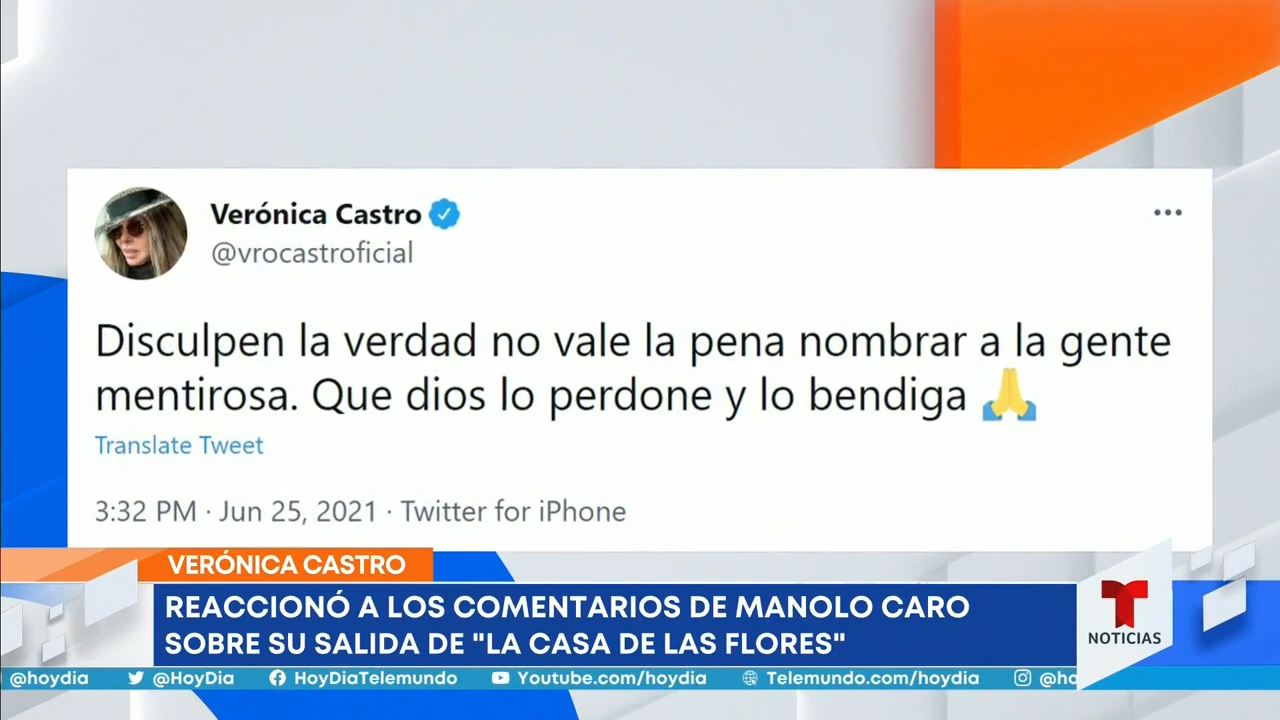 Verónica Castro
@vrocastroficial
Disculpen la verdad no vale la pena nombrar a la gente
mentirosa. Que dios lo perdone y lo bendiga 🙏
Translate Tweet
3:32 PM · Jun 25, 2021 · Twitter for iPhone
VERÓNICA CASTRO
REACCIONÓ A LOS COMENTARIOS DE MANOLO CARO
SOBRE SU SALIDA DE "LA CASA DE LAS FLORES"
NOTICIAS
@hoydia @HoyDia HoyDiaTelemundo Youtube.com/hoydia Telemundo.com/hoydia @ho